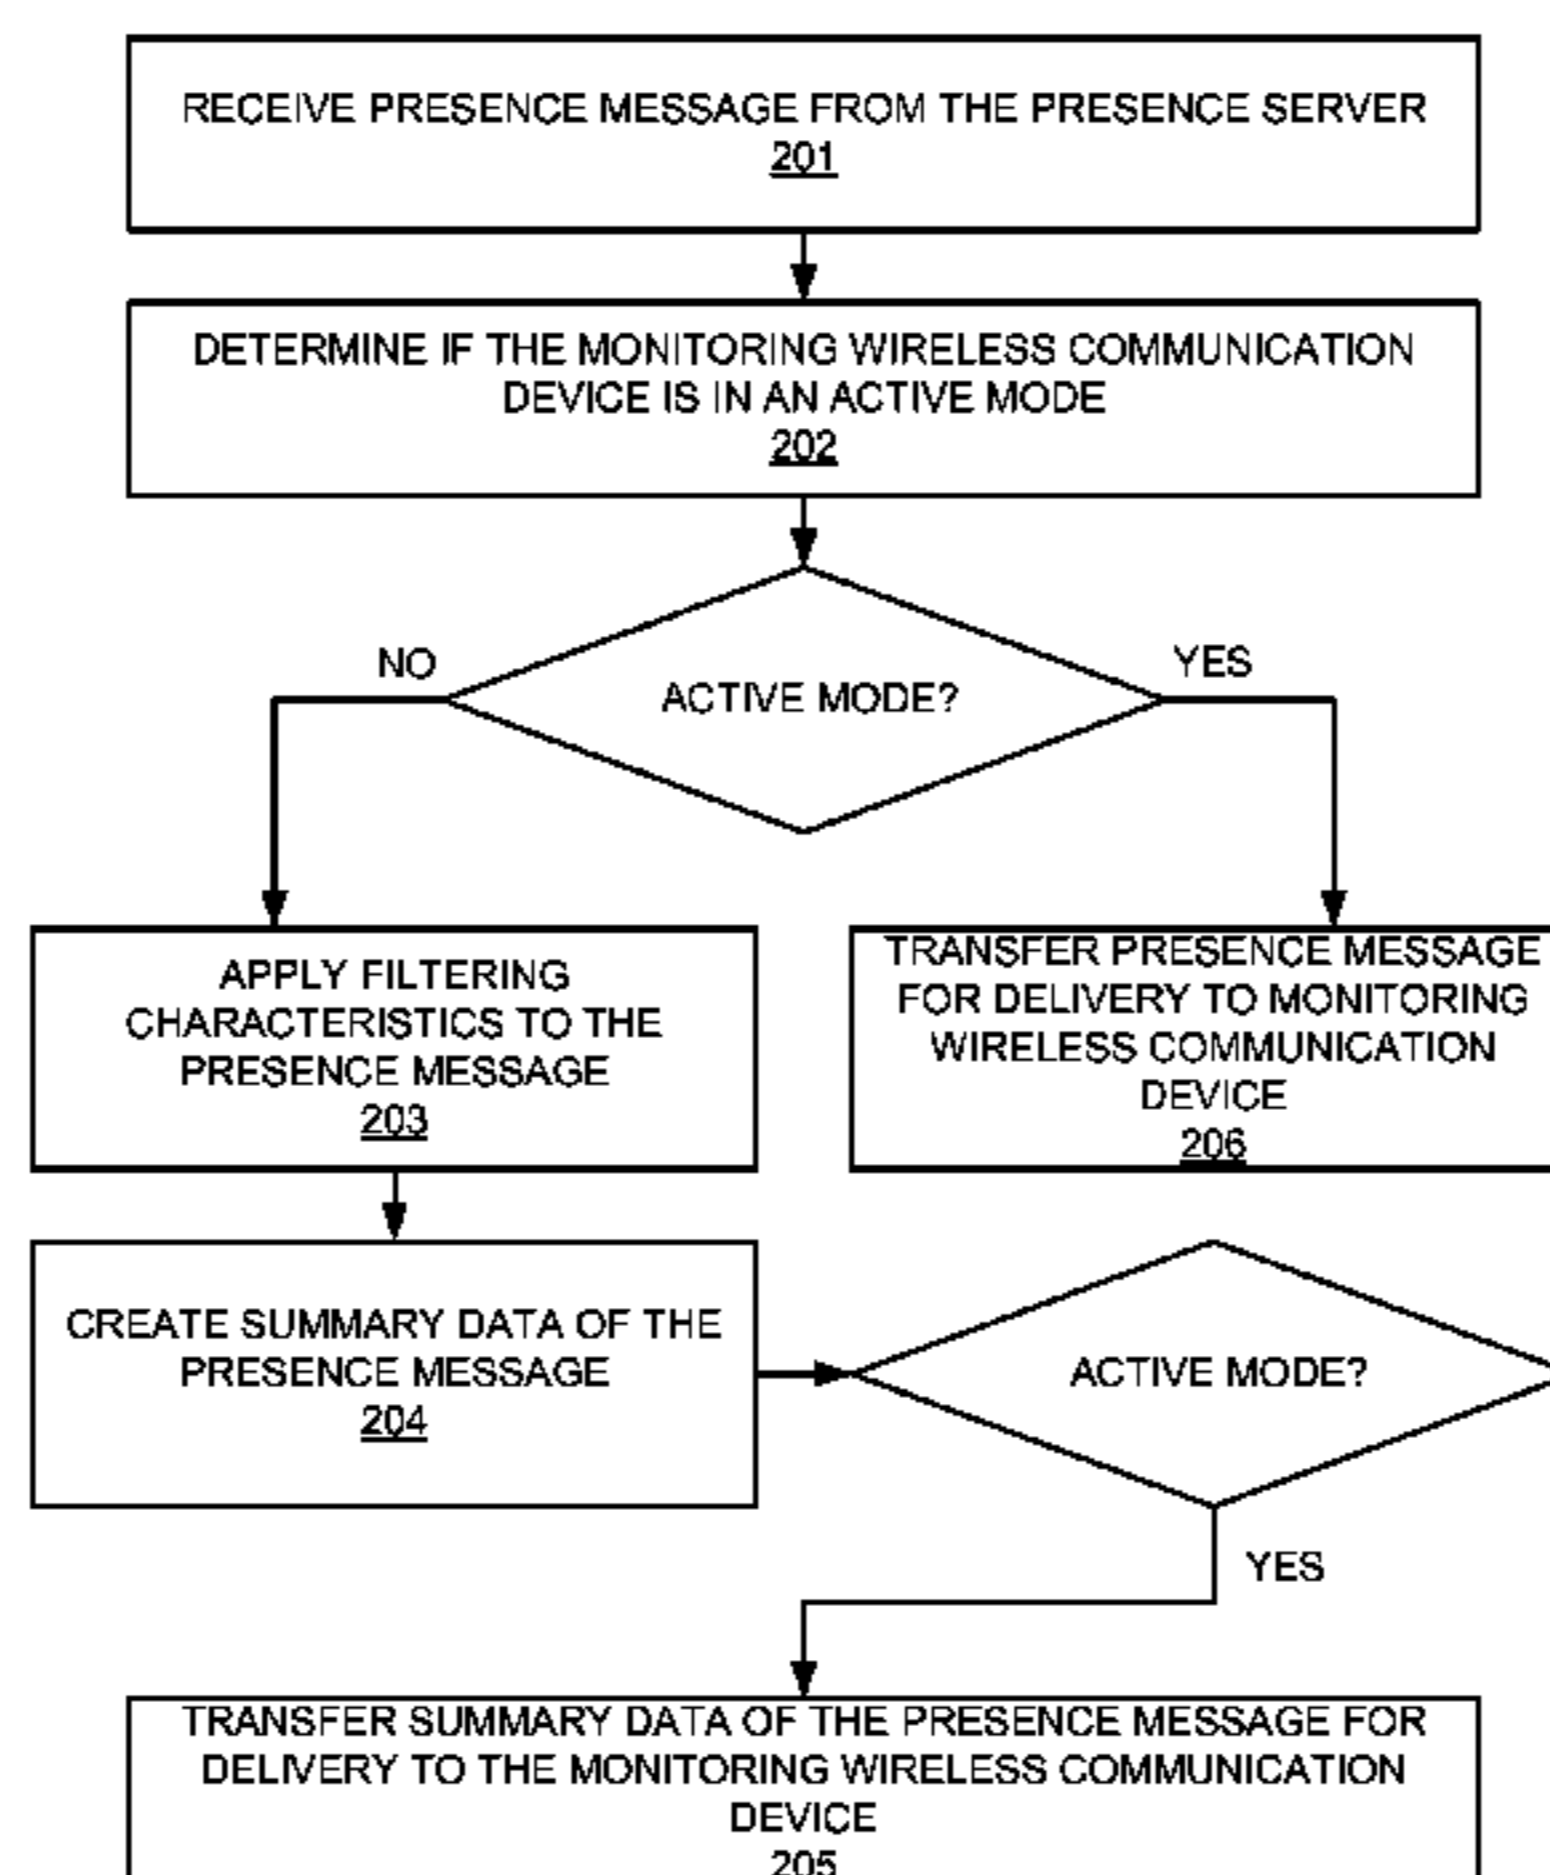 RECEIVE PRESENCE MESSAGE FROM THE PRESENCE SERVER
201
DETERMINE IF THE MONITORING WIRELESS COMMUNICATION
DEVICE IS IN AN ACTIVE MODE
202
NO
YES
ACTIVE MODE?
APPLY FILTERING
CHARACTERISTICS TO THE
PRESENCE MESSAGE
203
TRANSFER PRESENCE MESSAGE
FOR DELIVERY TO MONITORING
WIRELESS COMMUNICATION
DEVICE
206
CREATE SUMMARY DATA OF THE
PRESENCE MESSAGE
204
ACTIVE MODE?
YES
TRANSFER SUMMARY DATA OF THE PRESENCE MESSAGE FOR
DELIVERY TO THE MONITORING WIRELESS COMMUNICATION
DEVICE
205